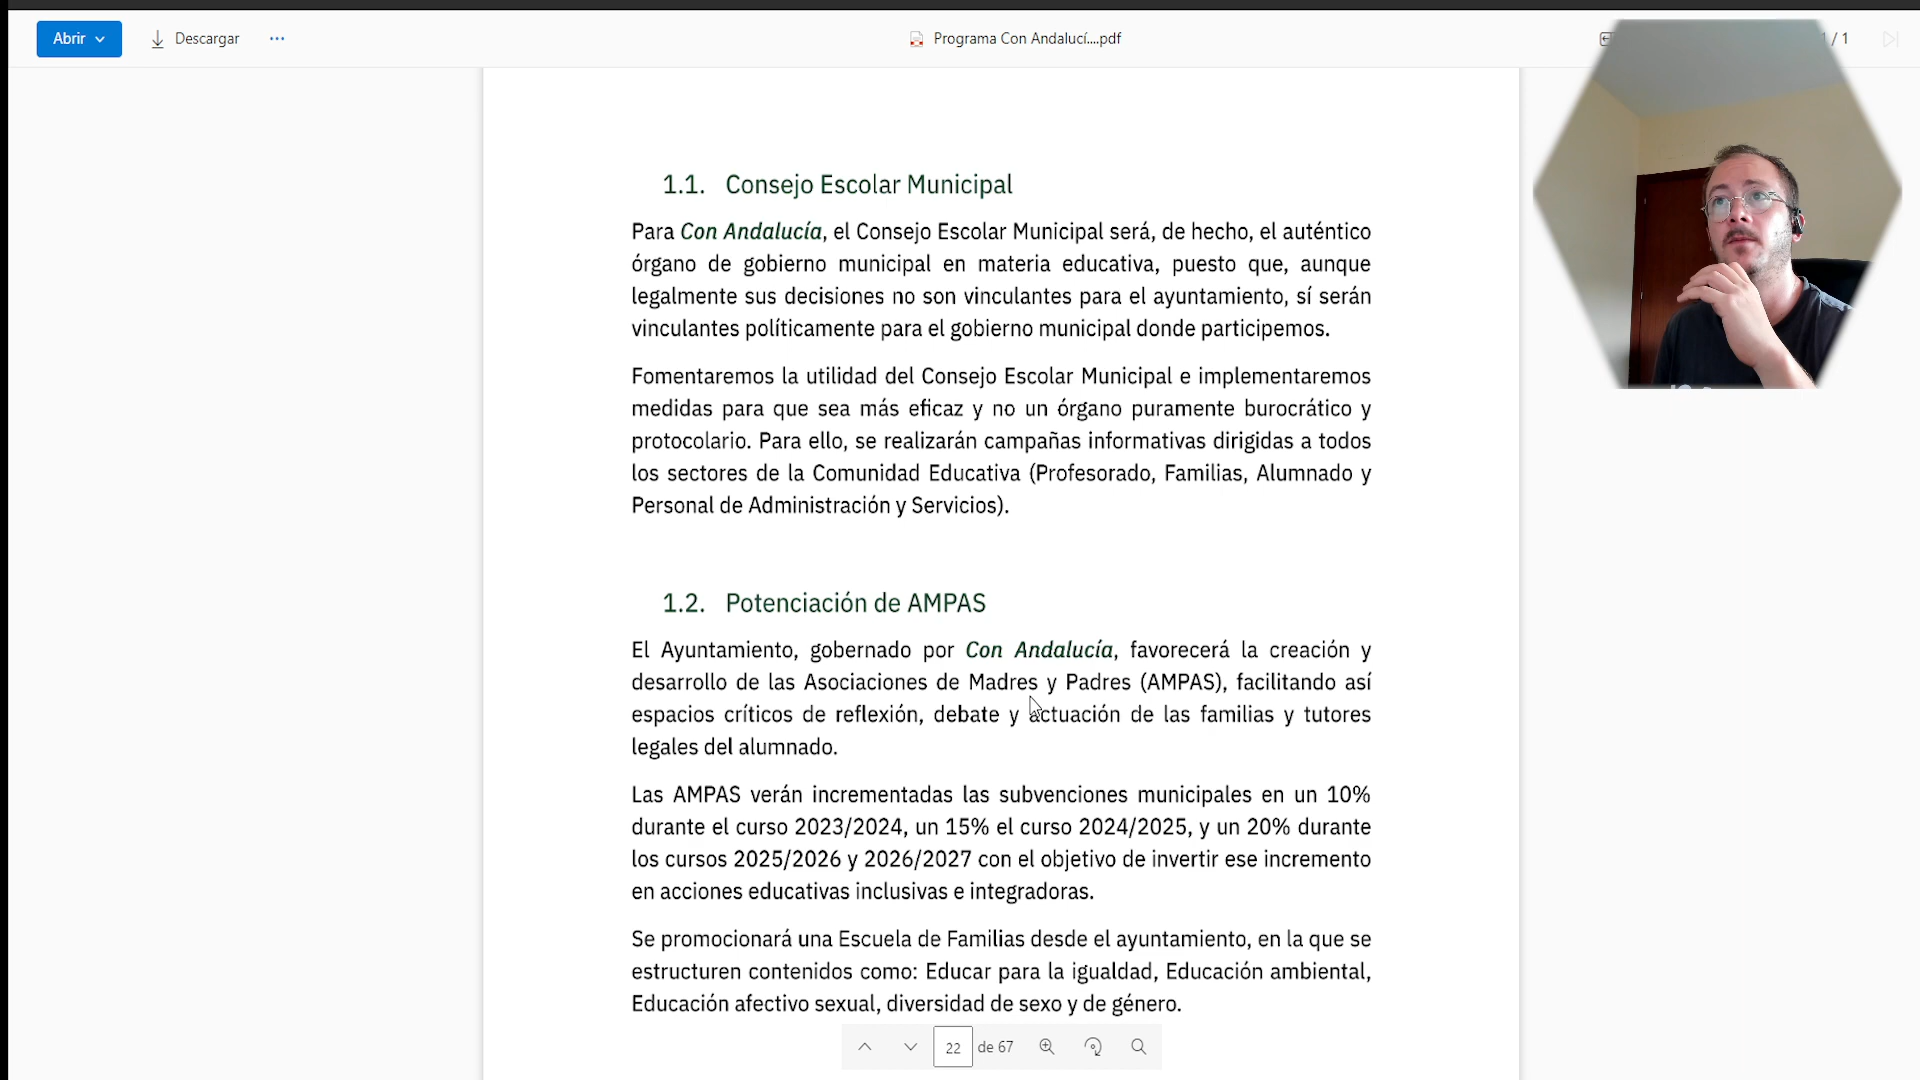 Abrir
Descargar
Programa Con Andalucí....pdf
/ 1
1.1. Consejo Escolar Municipal
Para Con Andalucía, el Consejo Escolar Municipal será, de hecho, el auténtico
órgano de gobierno municipal en materia educativa, puesto que, aunque
legalmente sus decisiones no son vinculantes para el ayuntamiento, sí serán
vinculantes políticamente para el gobierno municipal donde participemos.
Fomentaremos la utilidad del Consejo Escolar Municipal e implementaremos
medidas para que sea más eficaz y no un órgano puramente burocrático y
protocolario. Para ello, se realizarán campañas informativas dirigidas a todos
los sectores de la Comunidad Educativa (Profesorado, Familias, Alumnado y
Personal de Administración y Servicios).
1.2. Potenciación de AMPAS
El Ayuntamiento, gobernado por Con Andalucía, favorecerá la creación y
desarrollo de las Asociaciones de Madres y Padres (AMPAS), facilitando así
espacios críticos de reflexión, debate y actuación de las familias y tutores
legales del alumnado.
Las AMPAS verán incrementadas las subvenciones municipales en un 10%
durante el curso 2023/2024, un 15% el curso 2024/2025, y un 20% durante
los cursos 2025/2026 y 2026/2027 con el objetivo de invertir ese incremento
en acciones educativas inclusivas e integradoras.
Se promocionará una Escuela de Familias desde el ayuntamiento, en la que se
estructuren contenidos como: Educar para la igualdad, Educación ambiental,
Educación afectivo sexual, diversidad de sexo y de género.
22 de 67